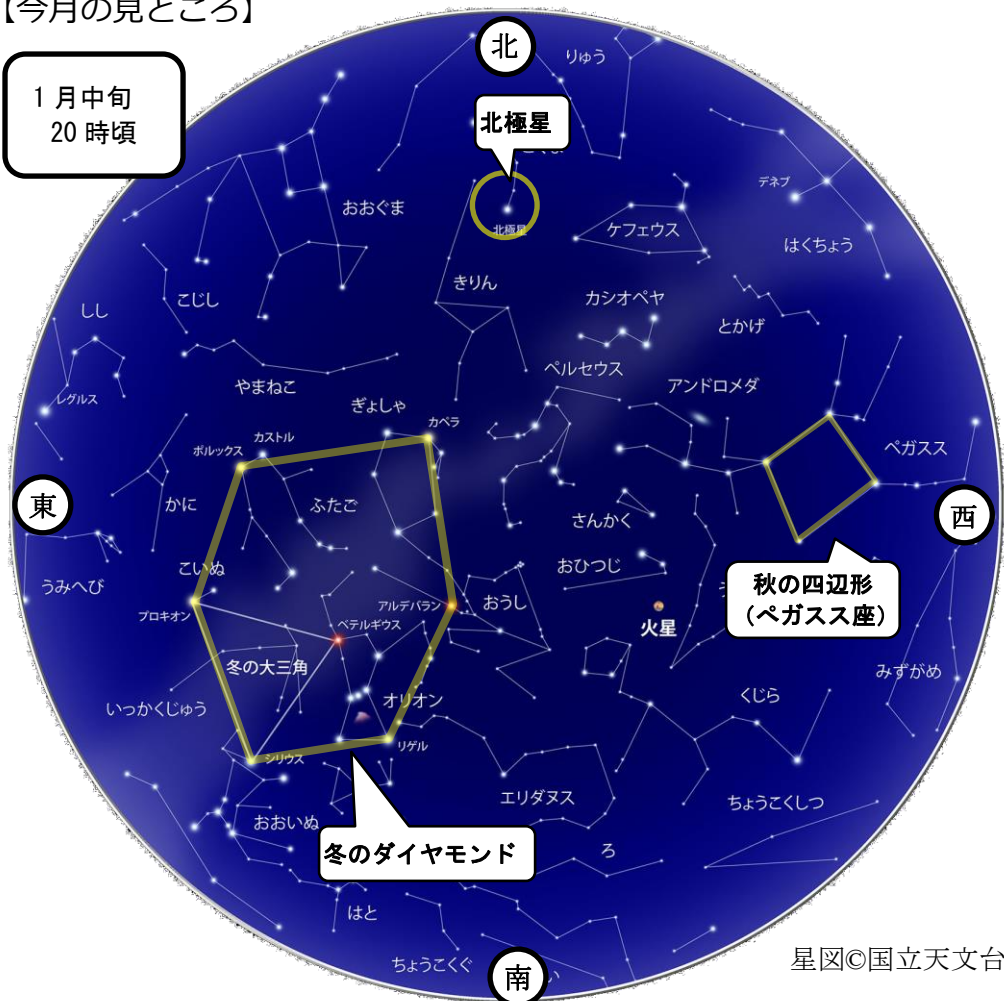 【今月の見どころ】
1月中旬
20時頃
北
りゅう
北極星
北極星
おおぐま
ケフェウス
デネブ
はくちょう
きりん
カシオペヤ
とかげ
こじし
しし
ペルセウス
アンドロメダ
やまねこ
レグルス
ぎょしゃ
カペラ
カストル
ポルックス
ペガスス
東
西
かに
ふたご
さんかく
おひつじ
うみへび
こいぬ
プロキオン
アルデバラン
おうし
ベテルギウス
火星
秋の四辺形
(ペガスス座)
冬の大三角
みずがめ
いっかくじゅう
オリオン
くじら
リゲル
シリウス
エリダヌス
ちょうこくしつ
おおいぬ
冬のダイヤモンド
ろ
はと
ちょうこくぐ
南
星図©国立天文台